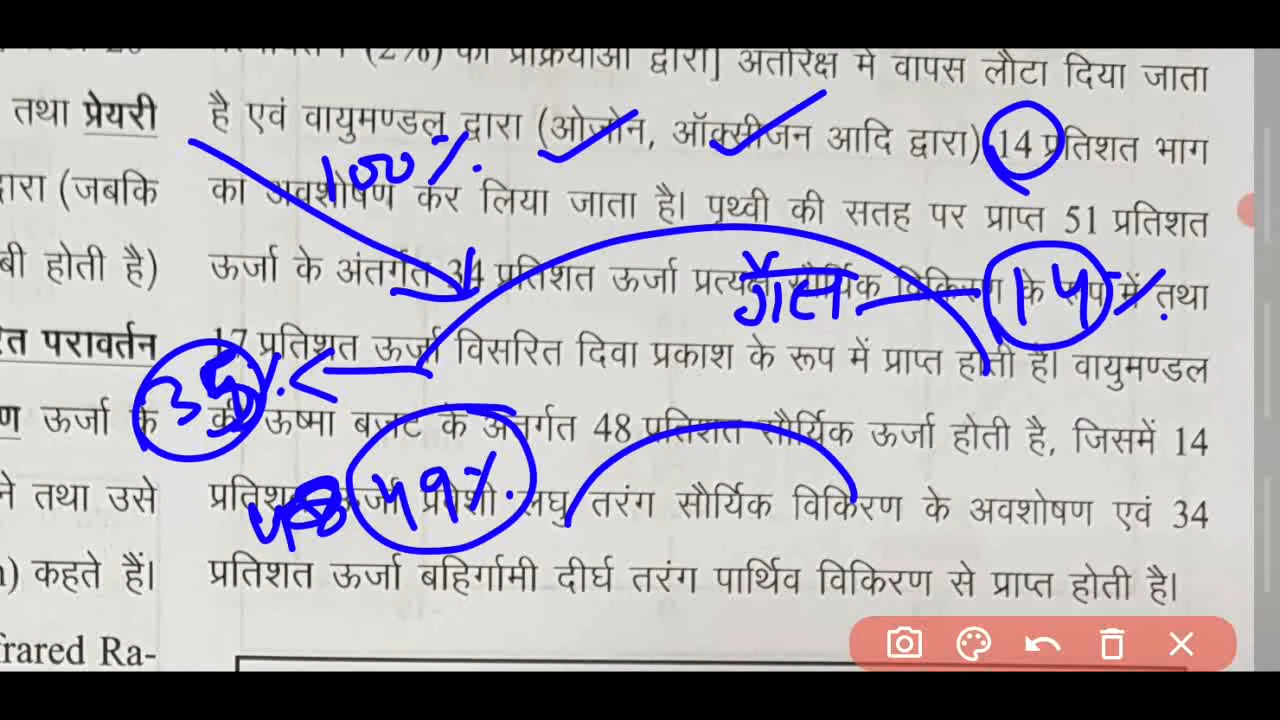 (2%) की प्रक्रियाओं द्वारा] अंतरिक्ष में वापस लौटा दिया जाता
तथा प्रेयरी
है एवं वायुमण्डल द्वारा (ओजोन, ऑक्सीजन आदि द्वारा) 14 प्रतिशत भाग
100%
द्वारा (जबकि
का अवशोषण कर लिया जाता है। पृथ्वी की सतह पर प्राप्त 51 प्रतिशत
होती है)
ऊर्जा के अंतर्गत 34 प्रतिशत ऊर्जा प्रत्यक्ष सौर्यिक विकिरण के रूप में तथा
गैस
14%
परावर्तन
17 प्रतिशत ऊर्जा विसरित दिवा प्रकाश के रूप में प्राप्त होती है। वायुमण्डल
35%
ऊर्जा के
की ऊष्मा बजट के अंतर्गत 48 प्रतिशत सौर्यिक ऊर्जा होती है, जिसमें 14
49%
ने तथा उसे
प्रतिशत ऊर्जा प्रवेशी लघु तरंग सौर्यिक विकिरण के अवशोषण एवं 34
कहते हैं।
प्रतिशत ऊर्जा बहिर्गामी दीर्घ तरंग पार्थिव विकिरण से प्राप्त होती है।
frared Ra-